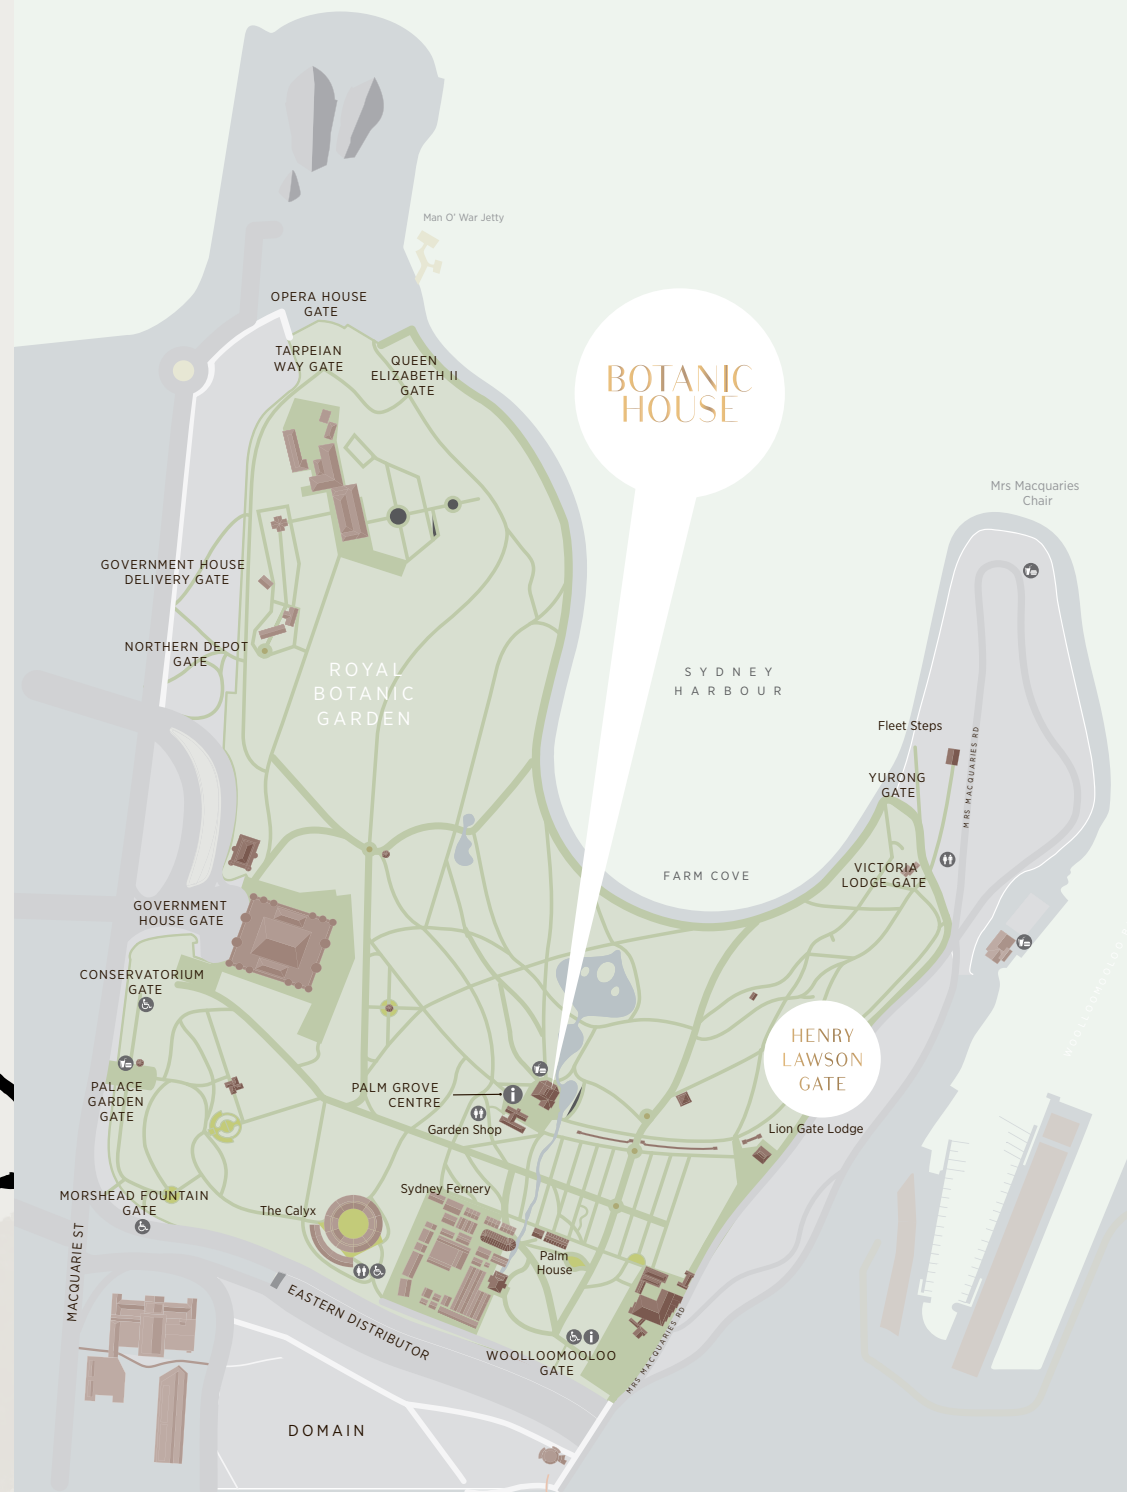 Man O' War Jetty
OPERA HOUSE
GATE
TARPEIAN
WAY GATE
QUEEN
ELIZABETH II
GATE
BOTANIC
HOUSE
Mrs Macquaries
Chair
GOVERNMENT HOUSE
DELIVERY GATE
NORTHERN DEPOT
GATE
ROYAL
BOTANIC
GARDEN
SYDNEY
HARBOUR
Fleet Steps
MRS MACQUARIES RD
YURONG
GATE
VICTORIA
LODGE GATE
FARM COVE
GOVERNMENT
HOUSE GATE
CONSERVATORIUM
GATE
HENRY
LAWSON
GATE
PALACE
GARDEN
GATE
PALM GROVE
CENTRE
Garden Shop
Lion Gate Lodge
MORSHEAD FOUNTAIN
GATE
The Calyx
Sydney Fernery
Palm
House
MACQUARIE ST
EASTERN DISTRIBUTOR
WOOLLOOMOOLOO
GATE
MRS MACQUARIES RD
DOMAIN
WOOLLOOMOOLOO